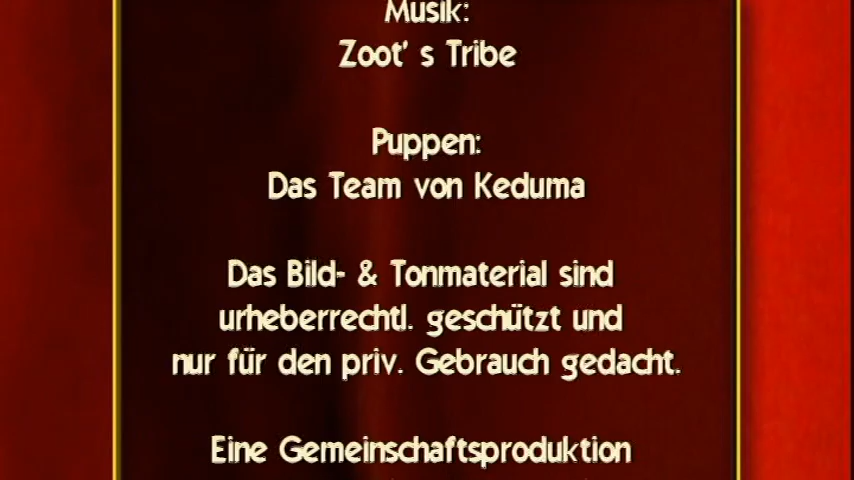 Musik:
Zoot' s Tribe
Puppen:
Das Team von Keduma
Das Bild- & Tonmaterial sind
urheberrechtl. geschützt und
nur für den priv. Gebrauch gedacht.
Eine Gemeinschaftsproduktion